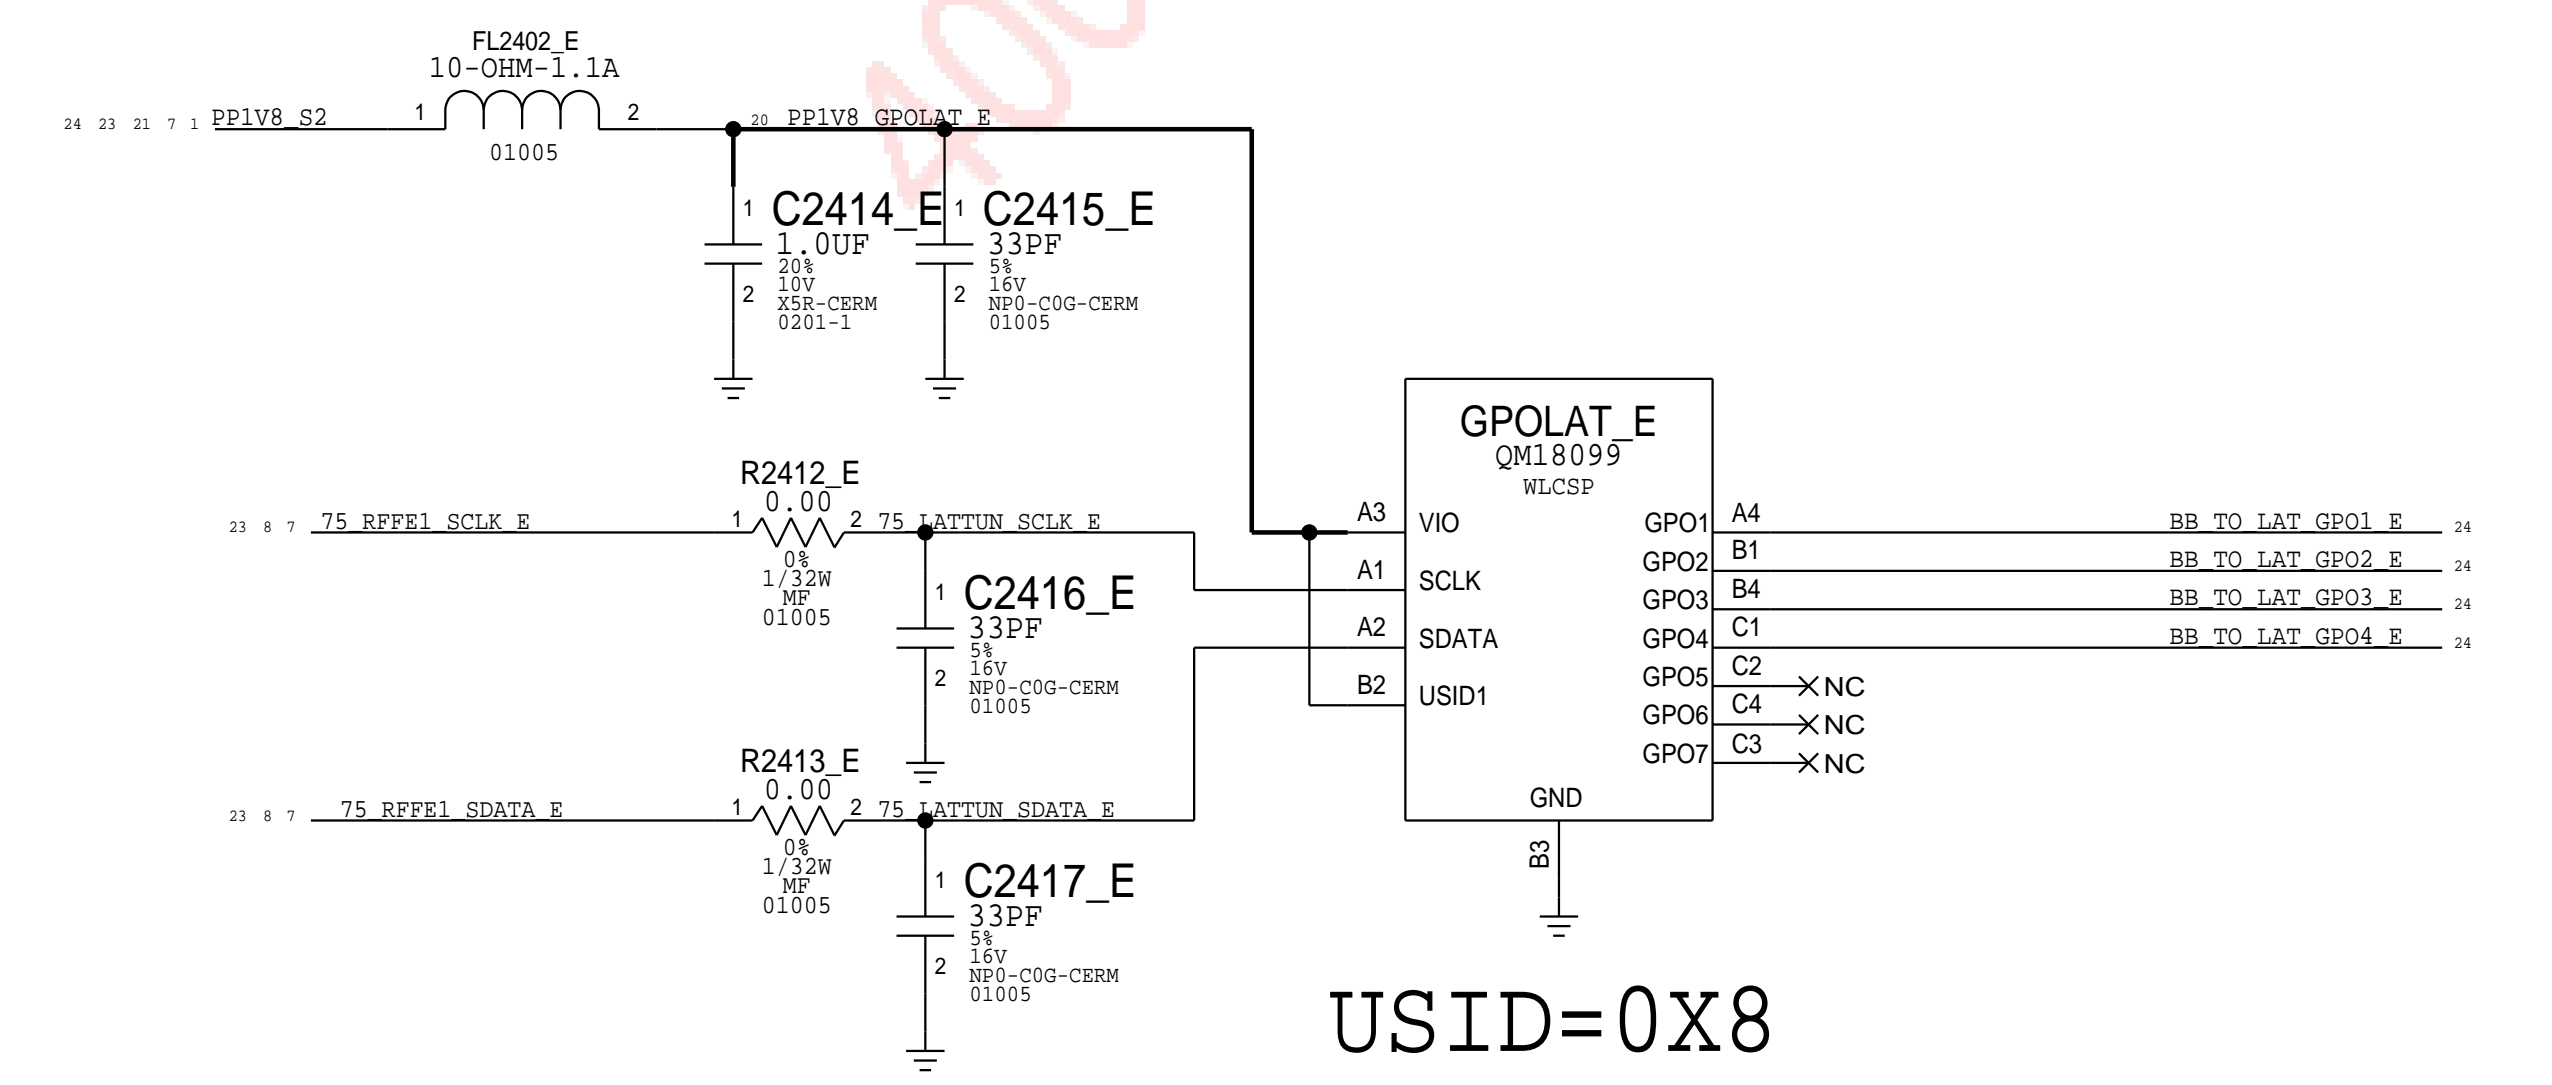 400
FL2402_E
10-OHM-1.1A
24 23 21 7 1 PP1V8_S2 1 2 20 PP1V8_GPOLAT_E
01005
1 C2414_E
1.0UF
20%
10V
2 X5R-CERM
0201-1
1 C2415_E
33PF
5%
16V
2 NP0-C0G-CERM
01005
R2412_E
0.00
23 8 7 75_RFFE1_SCLK_E 1 2 75_LATTUN_SCLK_E
0%
1/32W
MF
01005
1 C2416_E
33PF
5%
16V
2 NP0-C0G-CERM
01005
R2413_E
0.00
23 8 7 75_RFFE1_SDATA_E 1 2 75_LATTUN_SDATA_E
0%
1/32W
MF
01005
1 C2417_E
33PF
5%
16V
2 NP0-C0G-CERM
01005
GPOLAT_E
QM18099
WLCSP
A3 VIO
A1 SCLK
A2 SDATA
B2 USID1
GPO1 A4 BB_TO_LAT_GPO1_E 24
GPO2 B1 BB_TO_LAT_GPO2_E 24
GPO3 B4 BB_TO_LAT_GPO3_E 24
GPO4 C1 BB_TO_LAT_GPO4_E 24
GPO5 C2 NC
GPO6 C4 NC
GPO7 C3 NC
GND
B3
USID=0X8